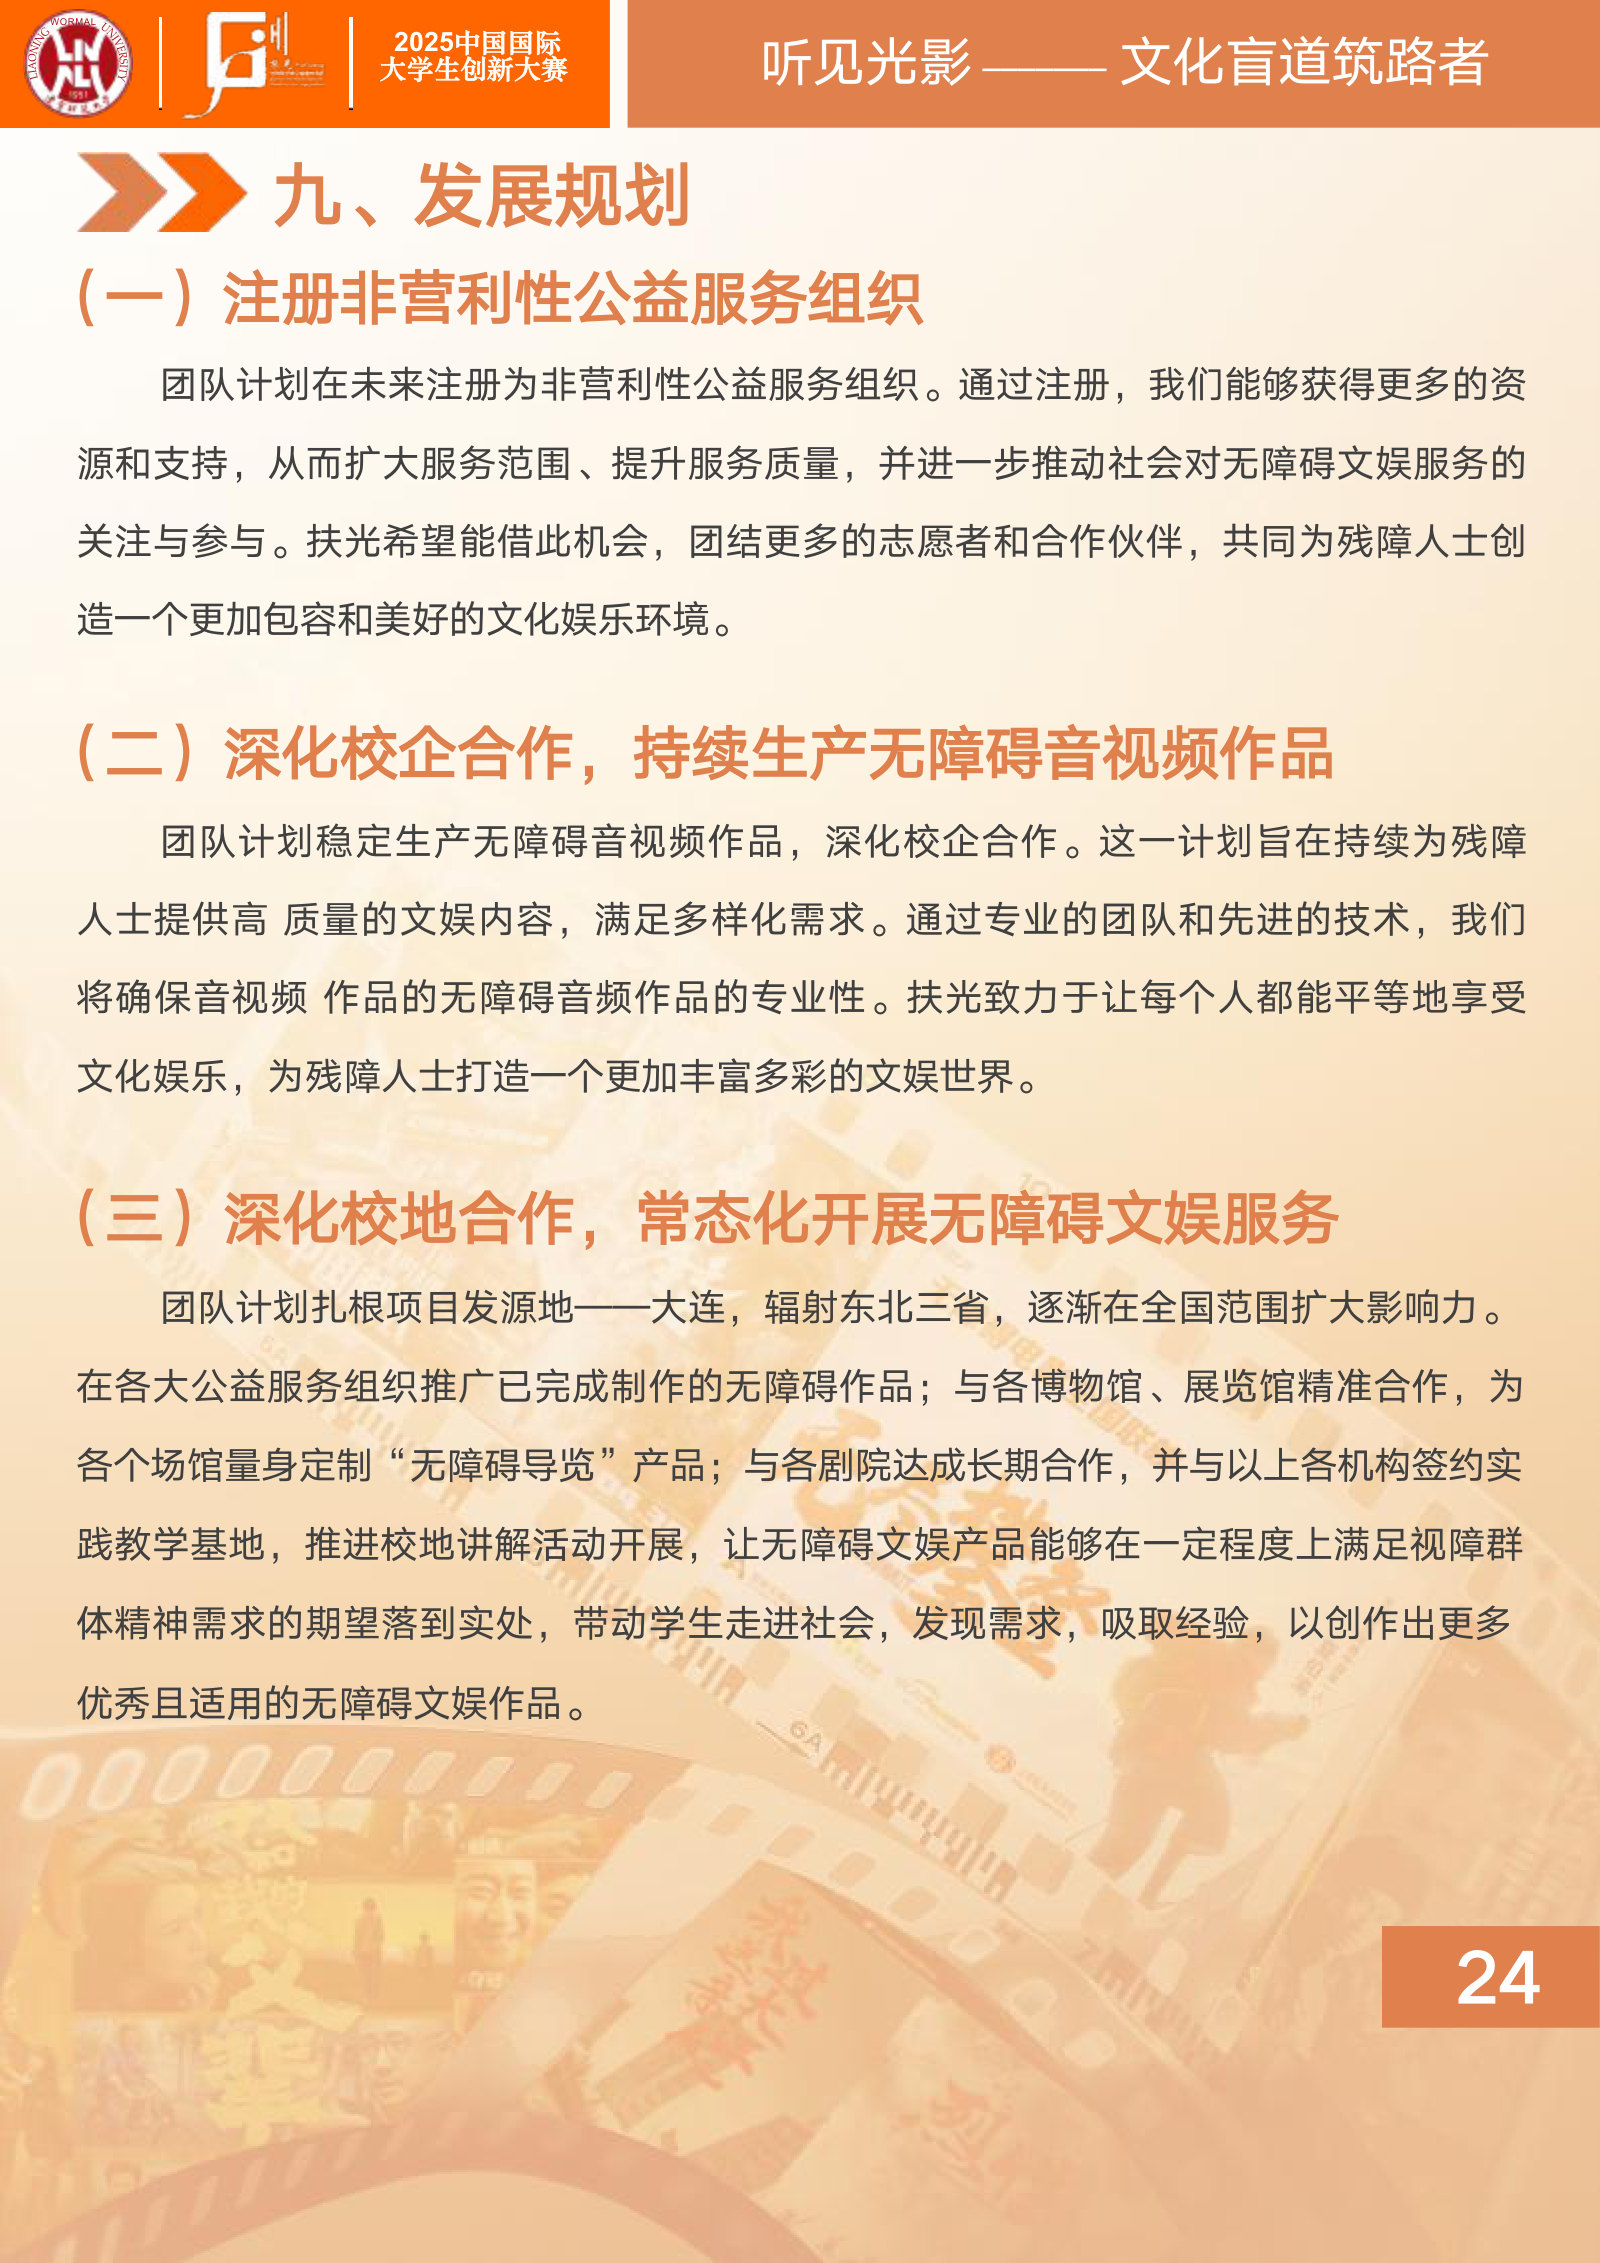 LIAONING WORMAL UNIVERSITY
1951
2025中国国际
大学生创新大赛
听见光影 ——— 文化盲道筑路者
九、发展规划
(一) 注册非营利性公益服务组织
团队计划在未来注册为非营利性公益服务组织。通过注册，我们能够获得更多的资
源和支持，从而扩大服务范围、提升服务质量，并进一步推动社会对无障碍文娱服务的
关注与参与。扶光希望能借此机会，团结更多的志愿者和合作伙伴，共同为残障人士创
造一个更加包容和美好的文化娱乐环境。
(二) 深化校企合作，持续生产无障碍音视频作品
团队计划稳定生产无障碍音视频作品，深化校企合作。这一计划旨在持续为残障
人士提供高 质量的文娱内容，满足多样化需求。通过专业的团队和先进的技术，我们
将确保音视频 作品的无障碍音频作品的专业性。扶光致力于让每个人都能平等地享受
文化娱乐，为残障人士打造一个更加丰富多彩的文娱世界。
(三) 深化校地合作，常态化开展无障碍文娱服务
团队计划扎根项目发源地——大连，辐射东北三省，逐渐在全国范围扩大影响力。
在各大公益服务组织推广已完成制作的无障碍作品；与各博物馆、展览馆精准合作，为
各个场馆量身定制“无障碍导览”产品；与各剧院达成长期合作，并与以上各机构签约实
践教学基地，推进校地讲解活动开展，让无障碍文娱产品能够在一定程度上满足视障群
体精神需求的期望落到实处，带动学生走进社会，发现需求，吸取经验，以创作出更多
优秀且适用的无障碍文娱作品。
6A
24